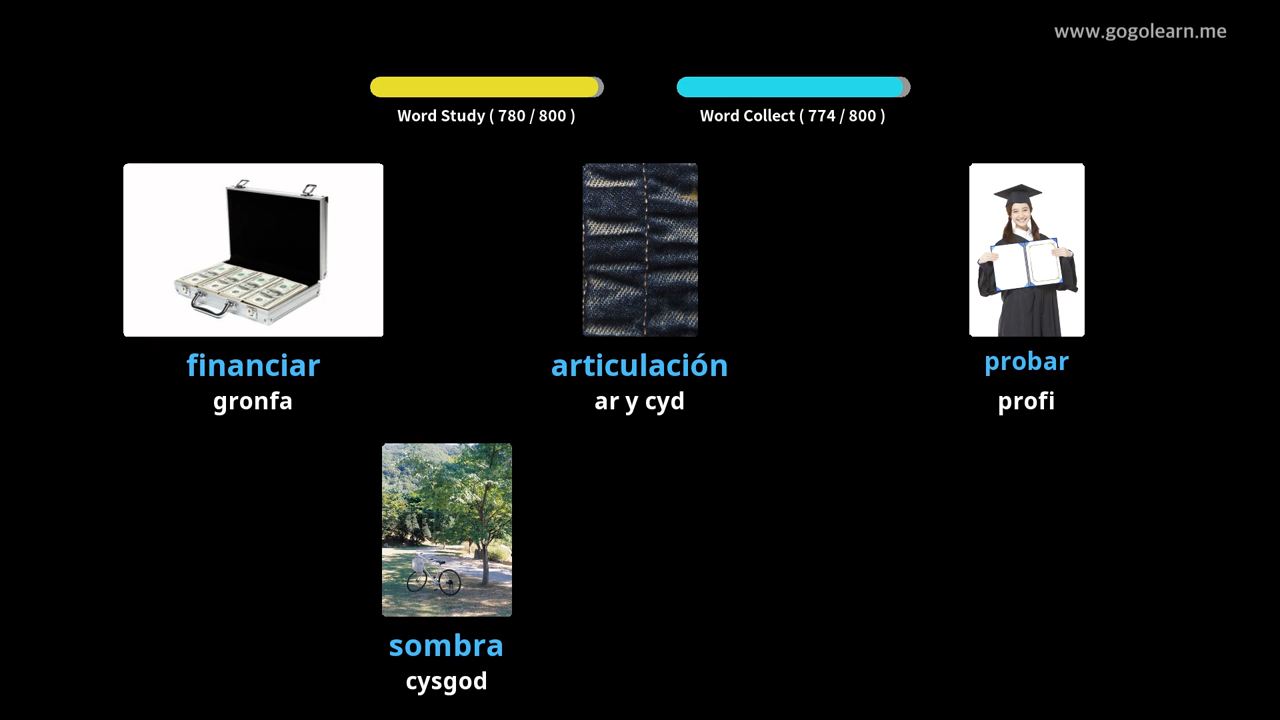 www.gogolearn.me
Word Study ( 780 / 800 )
Word Collect ( 774 / 800 )
financiar
gronfa
articulación
ar y cyd
probar
profi
sombra
cysgod